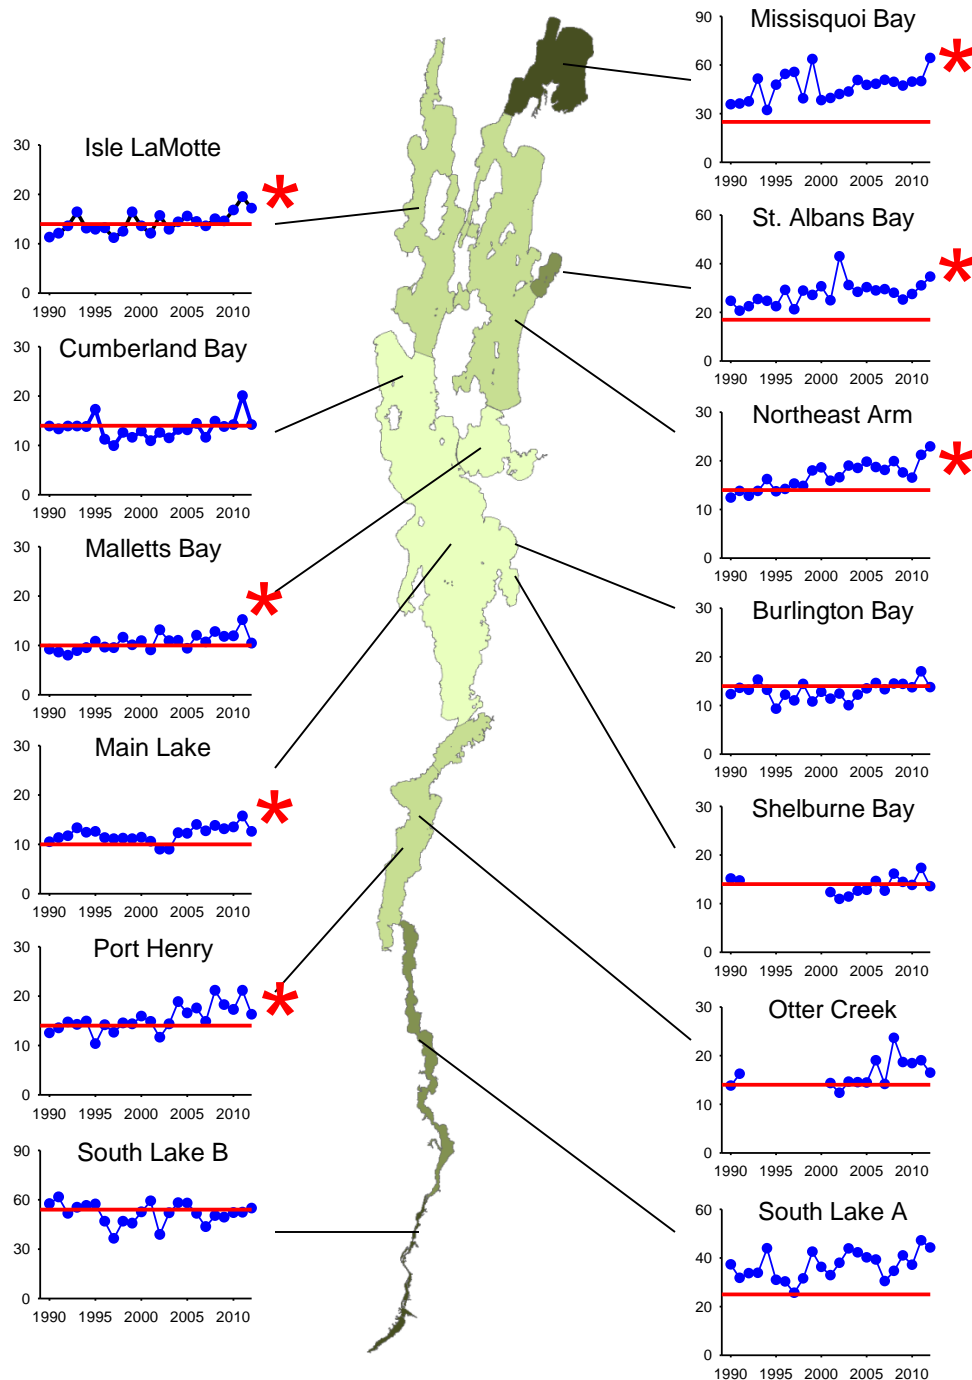 Missisquoi Bay
90
60
30
0
1990 1995 2000 2005 2010
*
Isle LaMotte
30
20
10
0
1990 1995 2000 2005 2010
*
St. Albans Bay
60
40
20
0
1990 1995 2000 2005 2010
*
Cumberland Bay
30
20
10
0
1990 1995 2000 2005 2010
Northeast Arm
30
20
10
0
1990 1995 2000 2005 2010
*
Malletts Bay
30
20
10
0
1990 1995 2000 2005 2010
*
Burlington Bay
30
20
10
0
1990 1995 2000 2005 2010
Main Lake
30
20
10
0
1990 1995 2000 2005 2010
*
Shelburne Bay
30
20
10
0
1990 1995 2000 2005 2010
Port Henry
30
20
10
0
1990 1995 2000 2005 2010
*
Otter Creek
30
20
10
0
1990 1995 2000 2005 2010
South Lake B
90
60
30
0
1990 1995 2000 2005 2010
South Lake A
60
40
20
0
1990 1995 2000 2005 2010